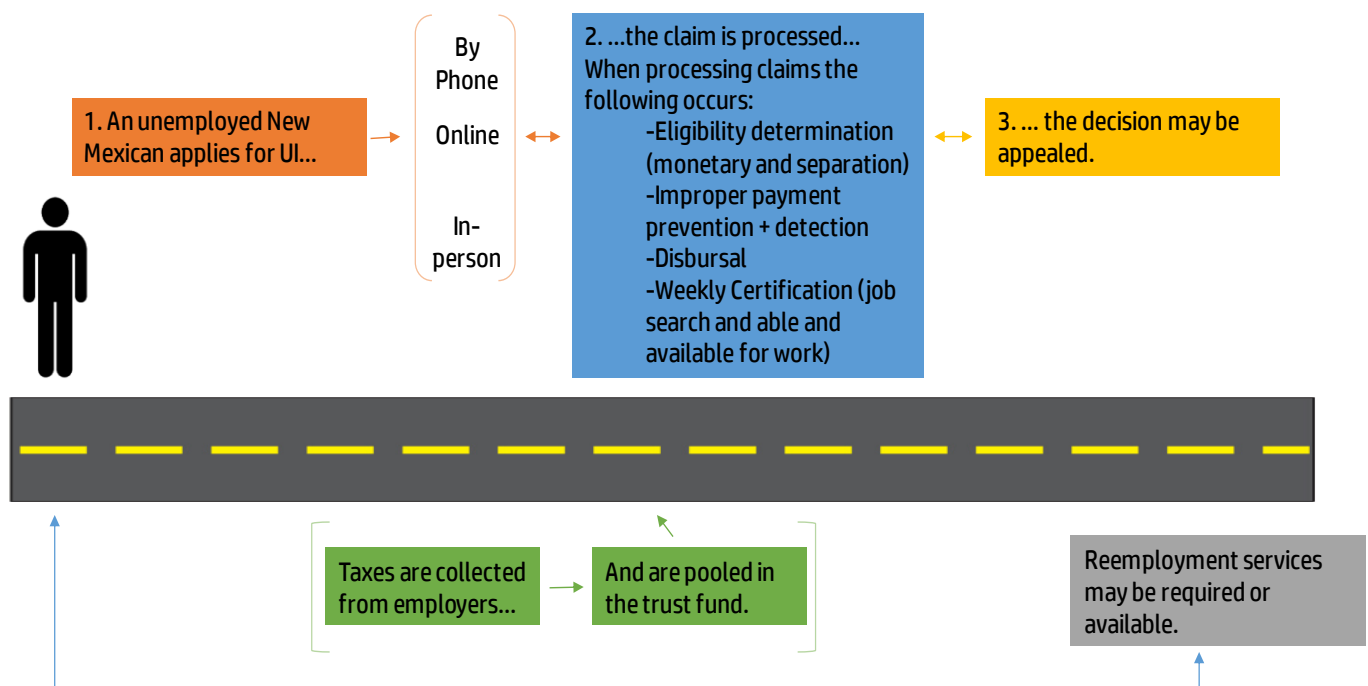 1. An unemployed New
Mexican applies for UI...
By
Phone
Online
In-
person
2. ...the claim is processed...
When processing claims the
following occurs:
-Eligibility determination
(monetary and separation)
-Improper payment
prevention + detection
-Disbursal
-Weekly Certification (job
search and able and
available for work)
3. ... the decision may be
appealed.
Taxes are collected
from employers...
And are pooled in
the trust fund.
Reemployment services
may be required or
available.